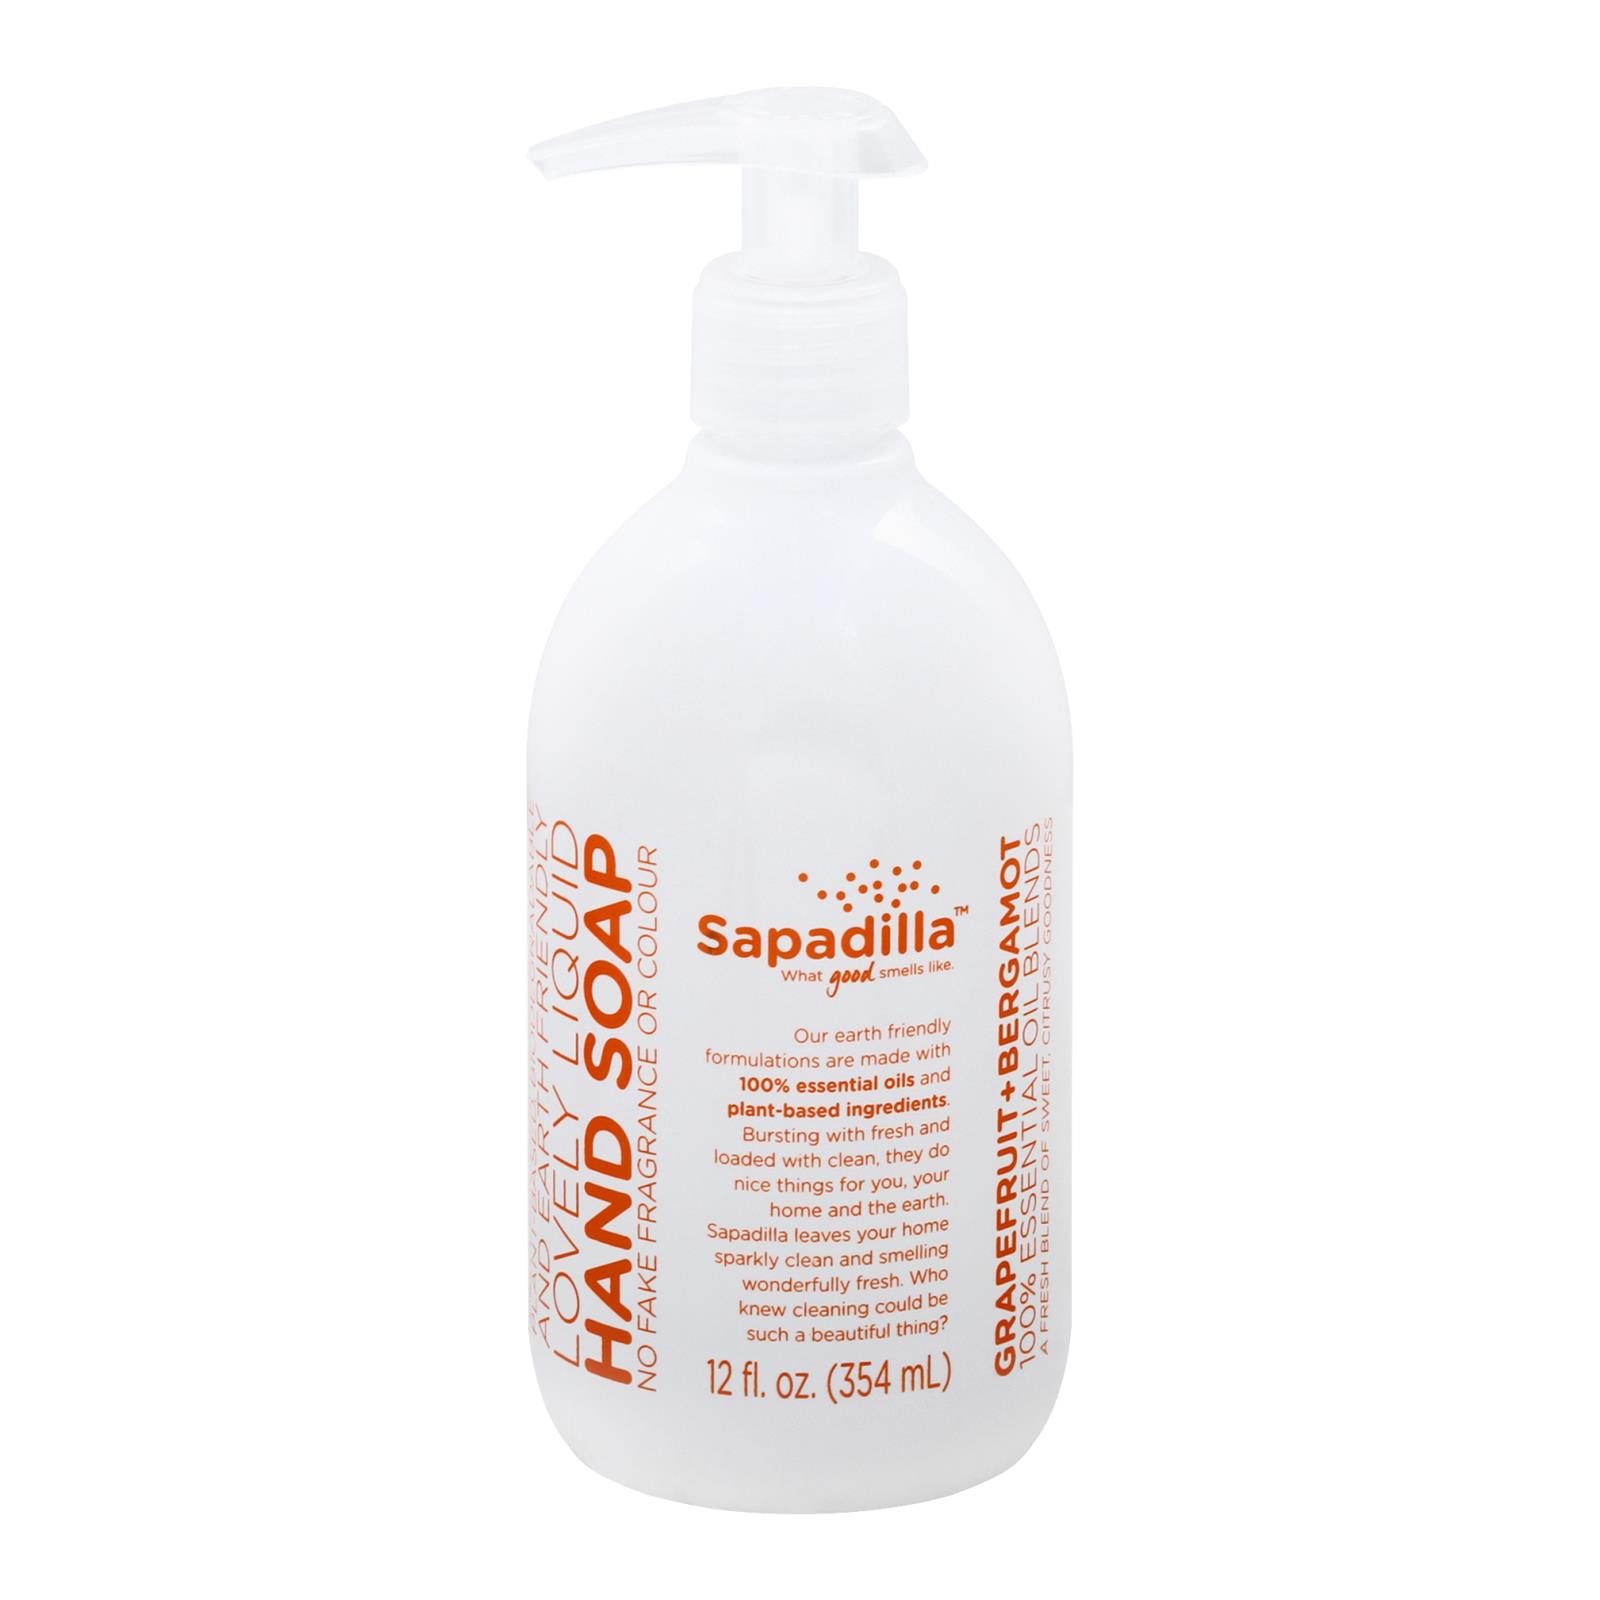 PLANT-BASED, BIODEGRADABLE
AND EARTH FRIENDLY
LOVELY LIQUID
HAND SOAP
NO FAKE FRAGRANCE OR COLOUR
Sapadilla™
What good smells like.
Our earth friendly
formulations are made with
100% essential oils and
plant-based ingredients.
Bursting with fresh and
loaded with clean, they do
nice things for you, your
home and the earth.
Sapadilla leaves your home
sparkly clean and smelling
wonderfully fresh. Who
knew cleaning could be
such a beautiful thing?
12 fl. oz. (354 mL)
GRAPEFRUIT+BERGAMOT
100% ESSENTIAL OIL BLENDS
A FRESH BLEND OF SWEET, CITRUSY GOODNESS